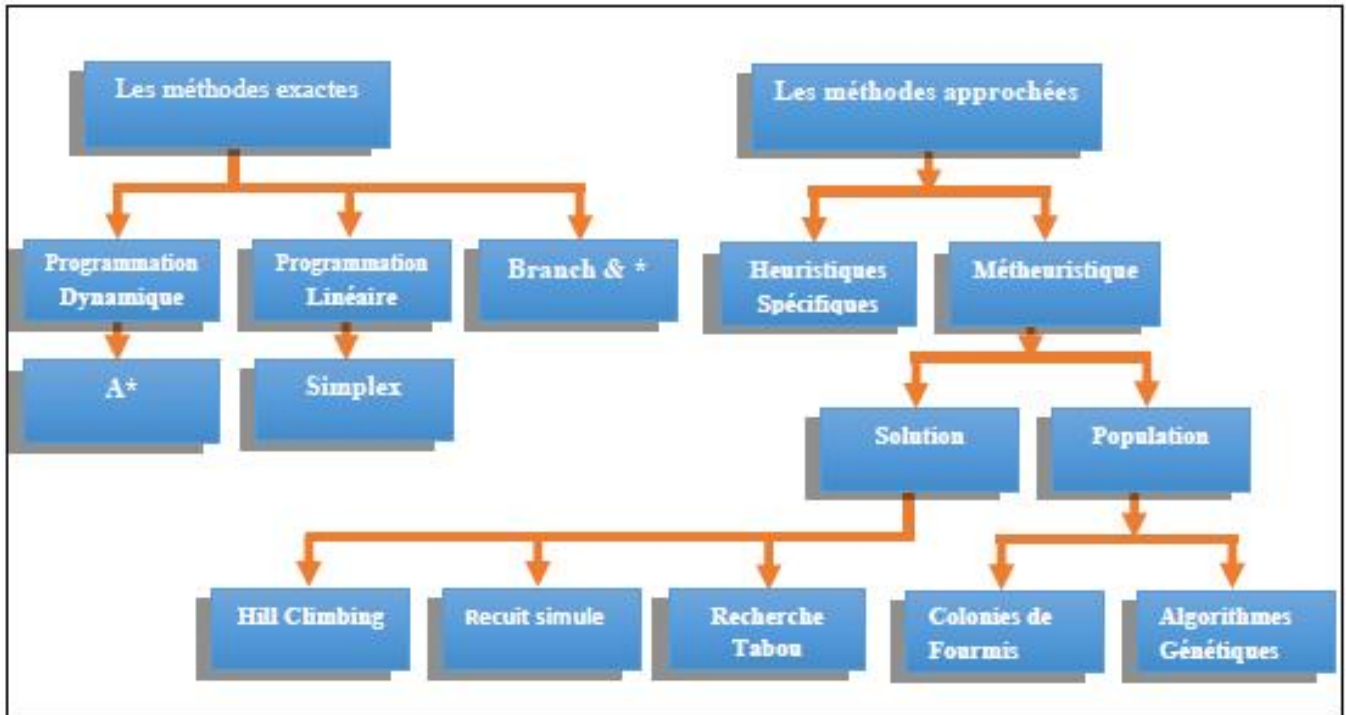 Les méthodes exactes
Les méthodes approchées
Programmation
Dynamique
Programmation
Linéaire
Branch & *
Heuristiques
Spécifiques
Métheuristique
A*
Simplex
Solution
Population
Hill Climbing
Recuit simule
Recherche
Tabou
Colonies de
Fourmis
Algorithmes
Génétiques